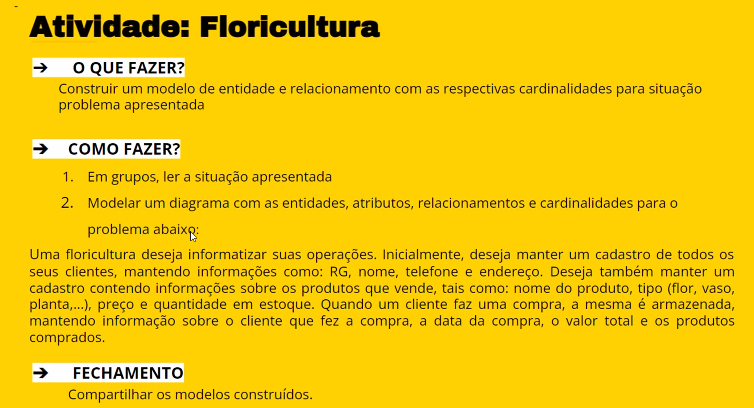 Atividade: Floricultura
➔ O QUE FAZER?
Construir um modelo de entidade e relacionamento com as respectivas cardinalidades para situação
problema apresentada
➔ COMO FAZER?
1. Em grupos, ler a situação apresentada
2. Modelar um diagrama com as entidades, atributos, relacionamentos e cardinalidades para o
problema abaixo:
Uma floricultura deseja informatizar suas operações. Inicialmente, deseja manter um cadastro de todos os
seus clientes, mantendo informações como: RG, nome, telefone e endereço. Deseja também manter um
cadastro contendo informações sobre os produtos que vende, tais como: nome do produto, tipo (flor, vaso,
planta,...), preço e quantidade em estoque. Quando um cliente faz uma compra, a mesma é armazenada,
mantendo informação sobre o cliente que fez a compra, a data da compra, o valor total e os produtos
comprados.
➔ FECHAMENTO
Compartilhar os modelos construídos.